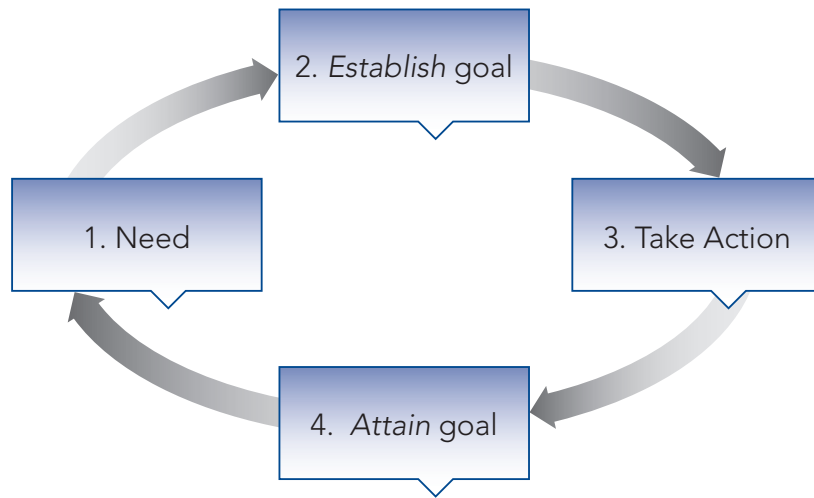 1. Need
2. Establish goal
3. Take Action
4. Attain goal